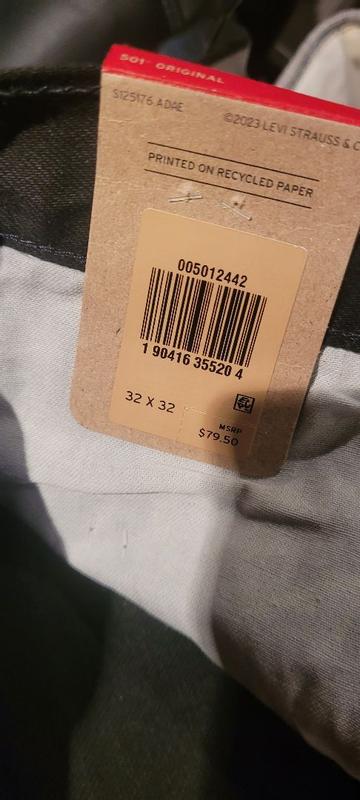 501® ORIGINAL
S125176 ADAE
©2023 LEVI STRAUSS & C
PRINTED ON RECYCLED PAPER
005012442
1 90416 35520 4
32 X 32
MSRP
$79.50